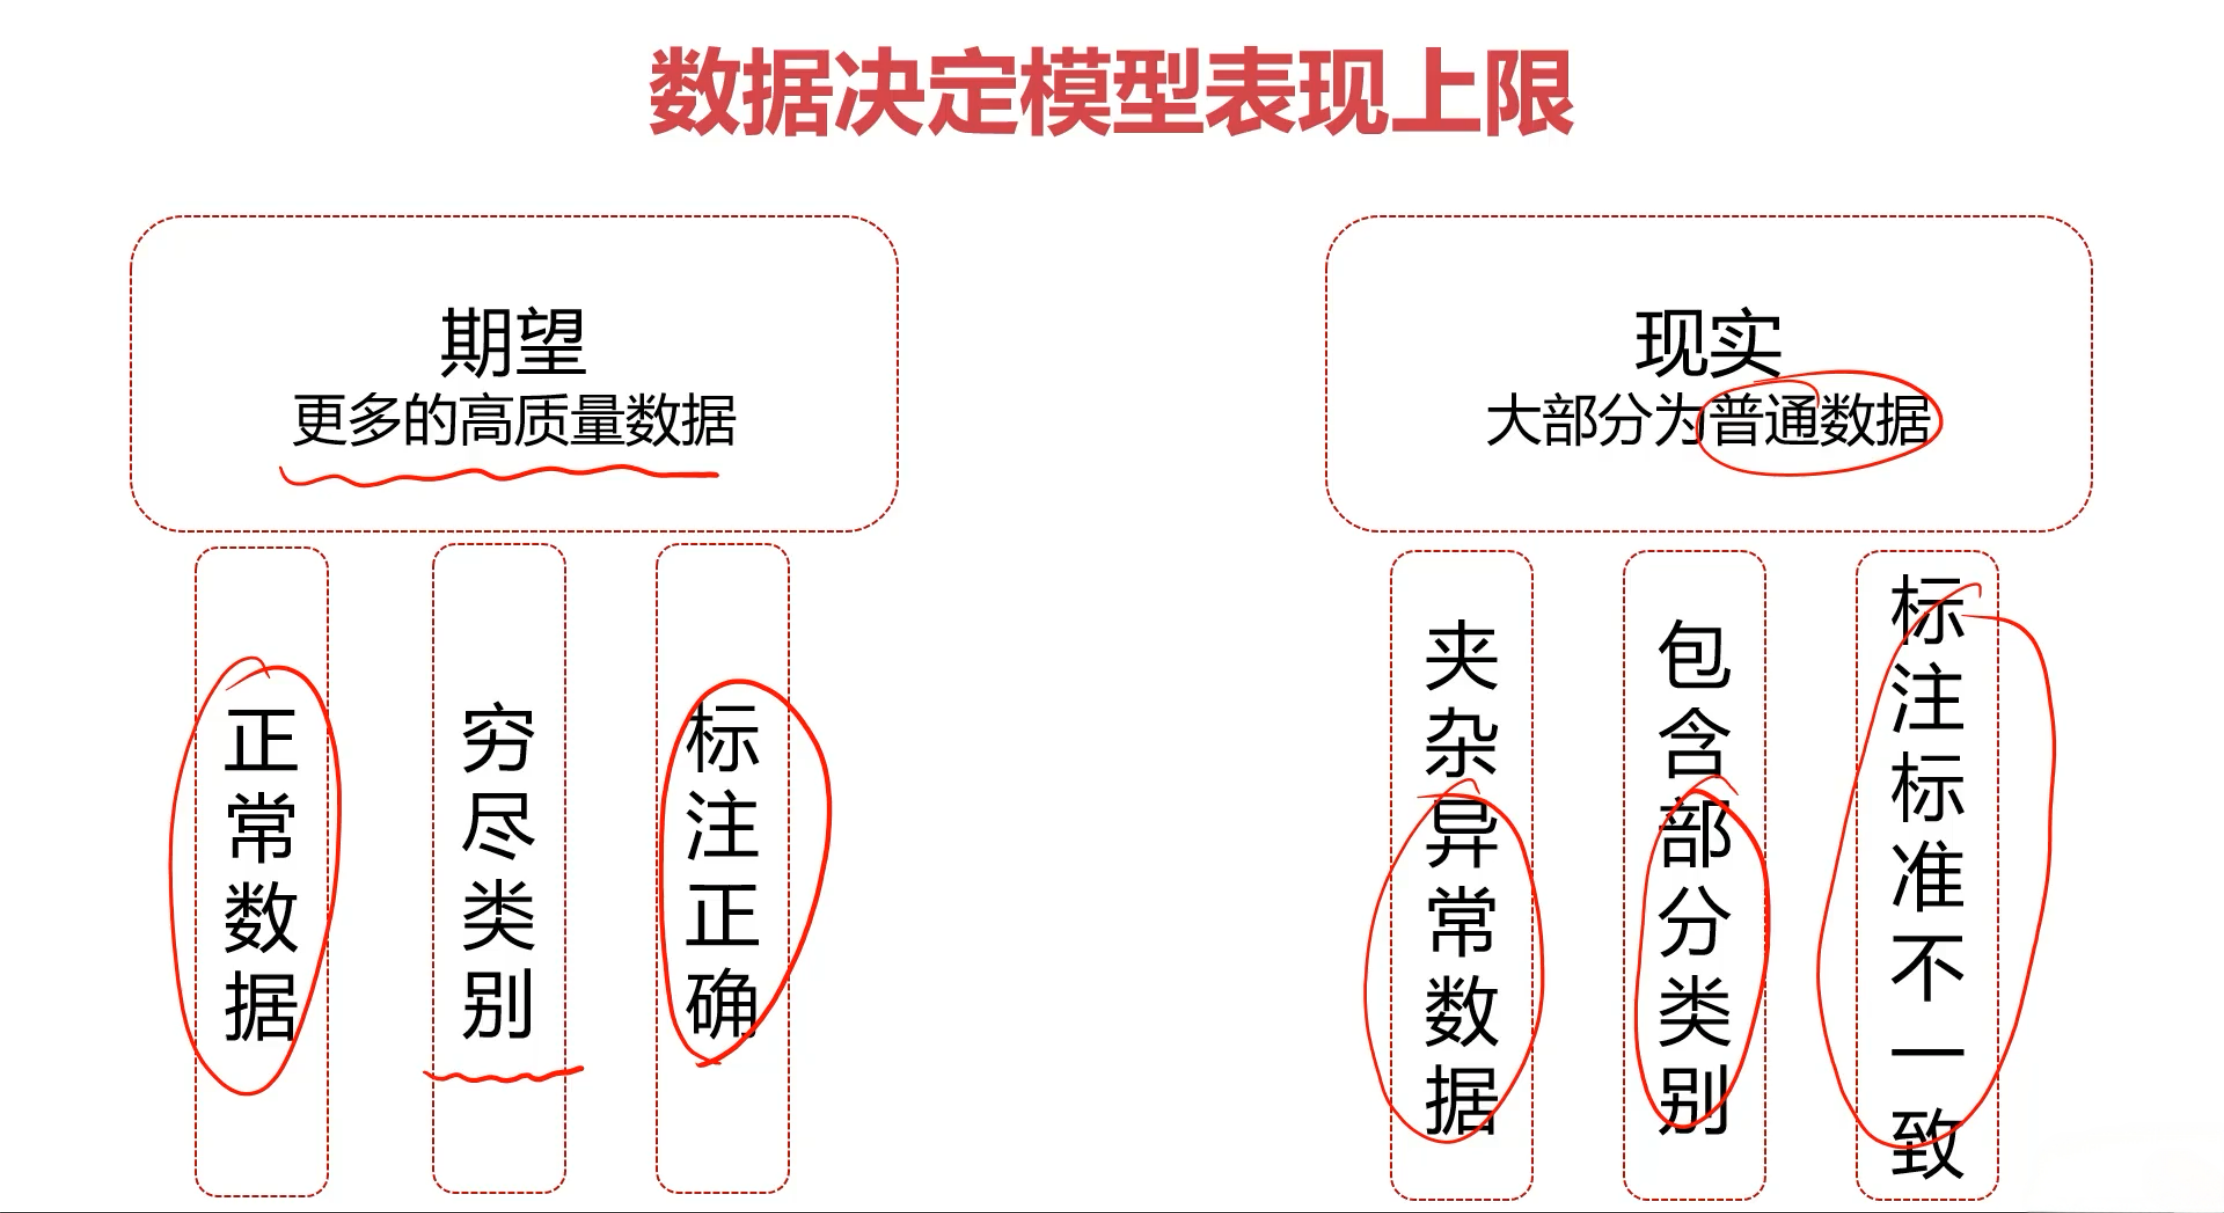 数据决定模型表现上限
期望
更多的高质量数据
正常数据
穷尽类别
标注正确
现实
大部分为普通数据
夹杂异常数据
包含部分类别
标注标准不一致